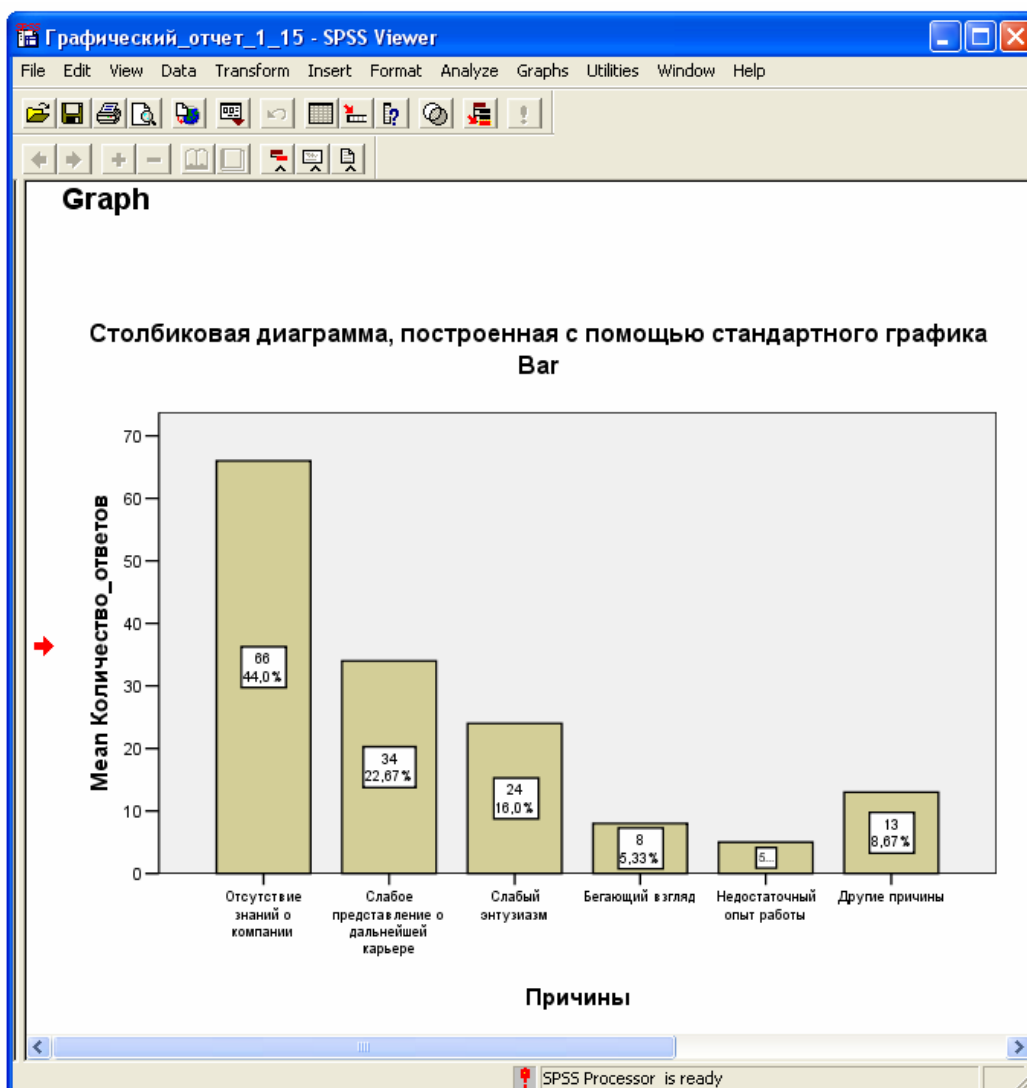 Графический_отчет_1_15 - SPSS Viewer
File Edit View Data Transform Insert Format Analyze Graphs Utilities Window Help
Graph
Столбиковая диаграмма, построенная с помощью стандартного графика
Bar
Mean Количество_ответов
70
60
50
40
30
20
10
0
66
44,0%
34
22,67%
24
16,0%
8
5,33%
5...
13
8,67%
Отсутствие
знаний о
компании
Слабое
представление о
дальнейшей
карьере
Слабый
энтузиазм
Бегающий взгляд
Недостаточный
опыт работы
Другие причины
Причины
SPSS Processor is ready